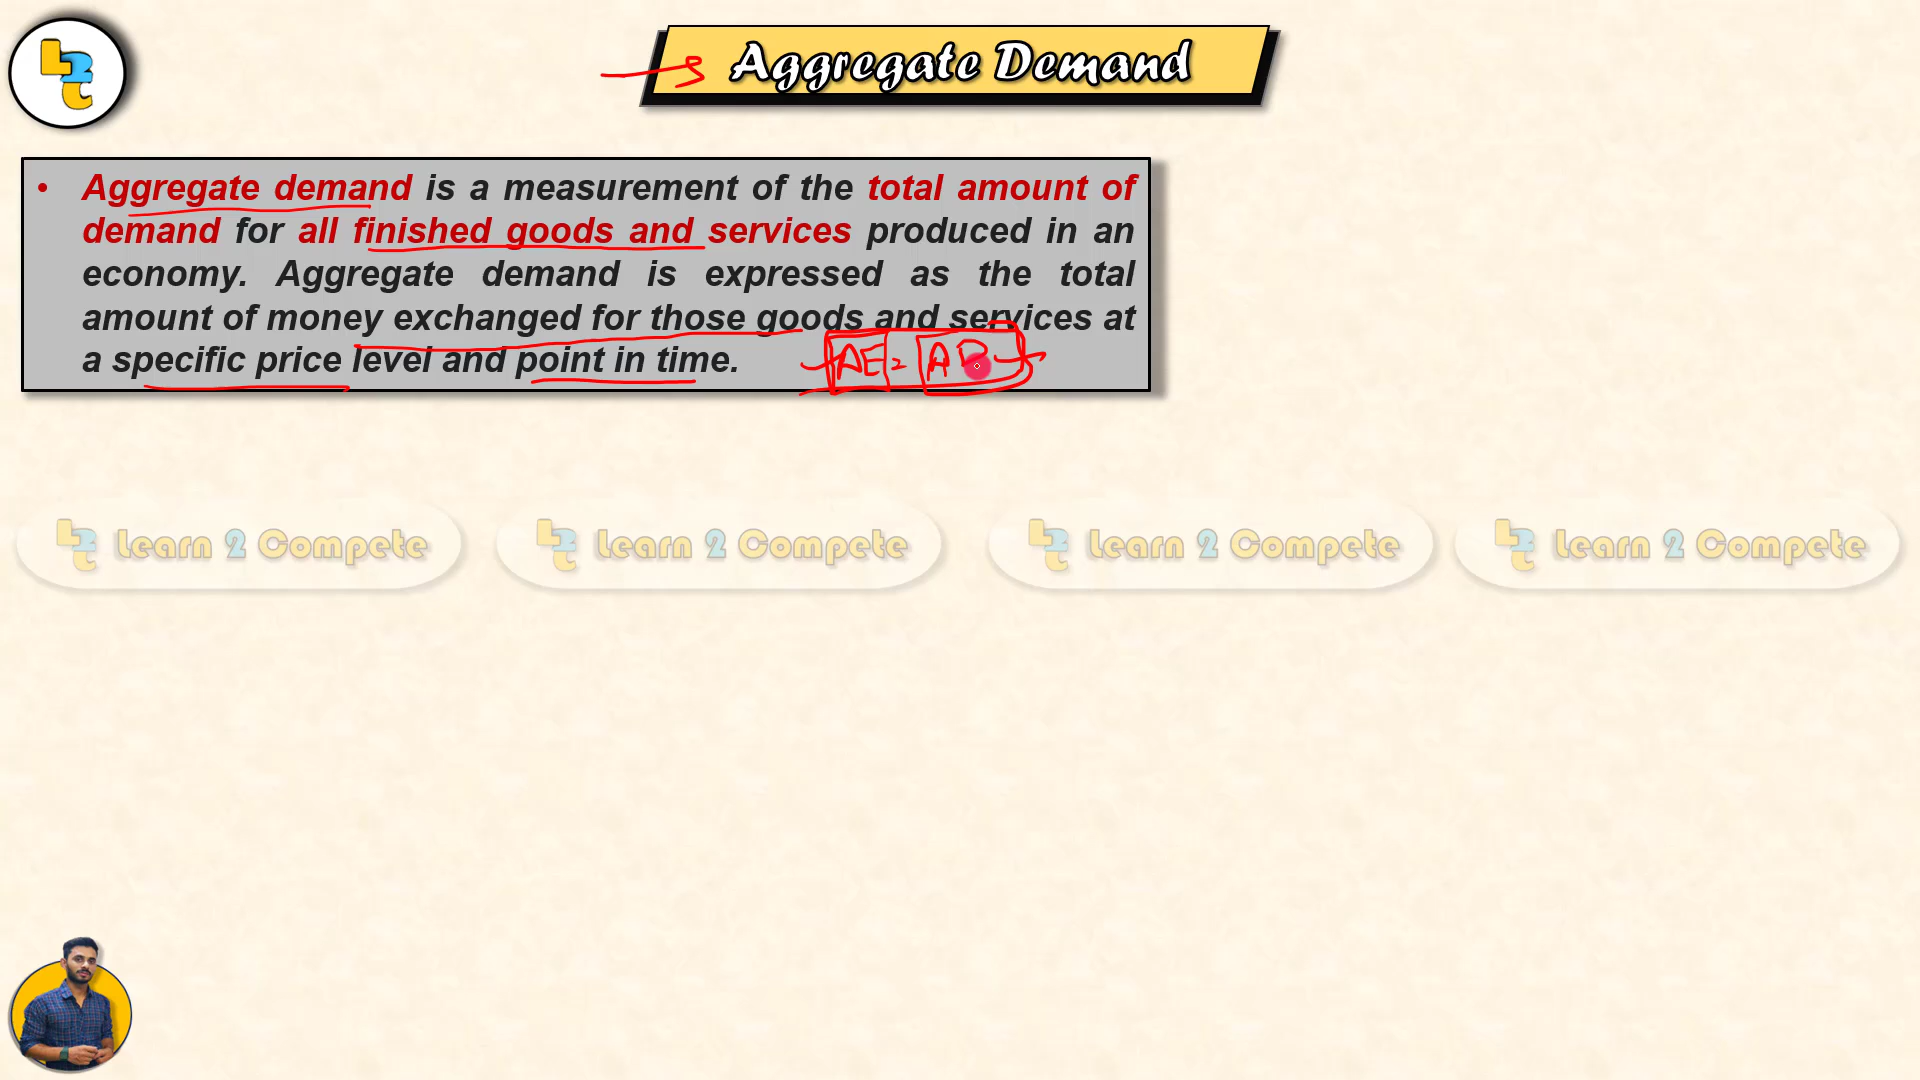 Aggregate Demand
• Aggregate demand is a measurement of the total amount of
demand for all finished goods and services produced in an
economy. Aggregate demand is expressed as the total
amount of money exchanged for those goods and services at
a specific price level and point in time.
AE = AD
Learn 2 Compete
Learn 2 Compete
Learn 2 Compete
Learn 2 Compete